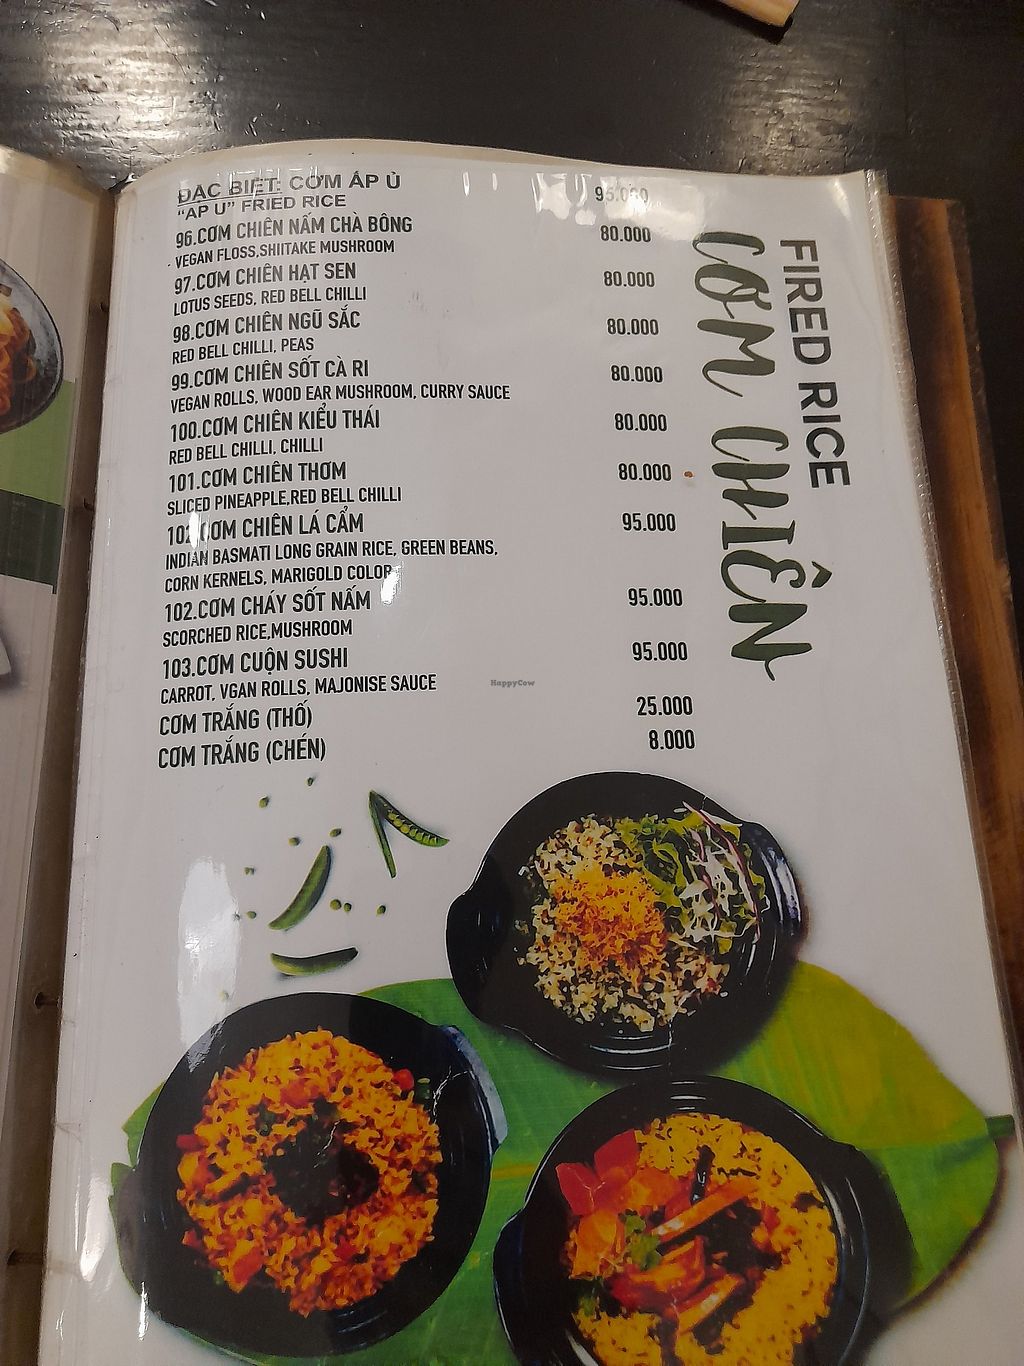 ĐẶC BIỆT: CƠM ẤP Ủ 95.000
"AP U" FRIED RICE
96.CƠM CHIÊN NẤM CHÀ BÔNG 80.000
VEGAN FLOSS,SHIITAKE MUSHROOM
97.CƠM CHIÊN HẠT SEN 80.000
LOTUS SEEDS, RED BELL CHILLI
98.CƠM CHIÊN NGŨ SẮC 80.000
RED BELL CHILLI, PEAS
99.CƠM CHIÊN SỐT CÀ RI 80.000
VEGAN ROLLS, WOOD EAR MUSHROOM, CURRY SAUCE
100.CƠM CHIÊN KIỂU THÁI 80.000
RED BELL CHILLI, CHILLI
101.CƠM CHIÊN THƠM 80.000
SLICED PINEAPPLE,RED BELL CHILLI
102.CƠM CHIÊN LÁ CẨM 95.000
INDIAN BASMATI LONG GRAIN RICE, GREEN BEANS,
CORN KERNELS, MARIGOLD COLOR
102.CƠM CHÁY SỐT NẤM 95.000
SCORCHED RICE,MUSHROOM
103.CƠM CUỘN SUSHI 95.000
CARROT, VGAN ROLLS, MAJONISE SAUCE
CƠM TRẮNG (THỐ) 25.000
CƠM TRẮNG (CHÉN) 8.000
FIRED RICE
CƠM CHIÊN
HappyCow